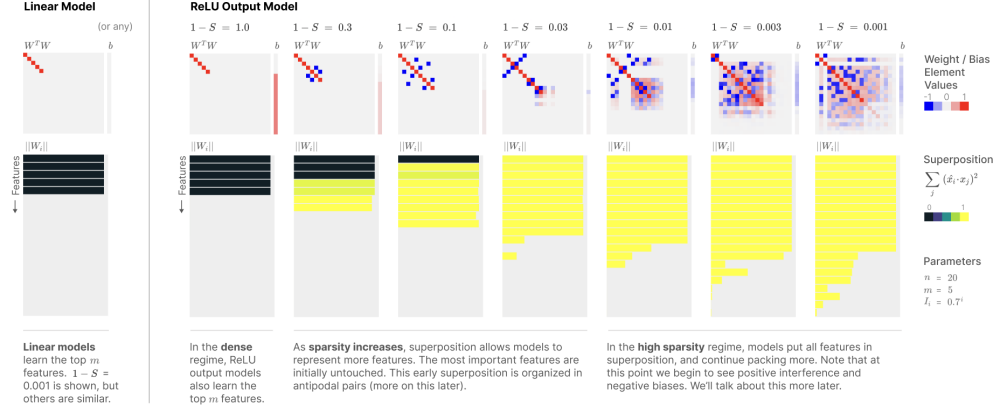 Linear Model
(or any)
WᵀW
b
||Wᵢ||
Features
Linear models
learn the top m
features. 1 − S =
0.001 is shown, but
others are similar.
ReLU Output Model
1 − S = 1.0
1 − S = 0.3
1 − S = 0.1
1 − S = 0.03
1 − S = 0.01
1 − S = 0.003
1 − S = 0.001
WᵀW
b
WᵀW
WᵀW
WᵀW
b
WᵀW
b
WᵀW
b
WᵀW
b
||Wᵢ||
||Wᵢ||
||Wᵢ||
||Wᵢ||
||Wᵢ||
||Wᵢ||
||Wᵢ||
Features
In the dense
regime, ReLU
output models
also learn the
top m features.
As sparsity increases, superposition allows models to
represent more features. The most important features are
initially untouched. This early superposition is organized in
antipodal pairs (more on this later).
In the high sparsity regime, models put all features in
superposition, and continue packing more. Note that at
this point we begin to see positive interference and
negative biases. We'll talk about this more later.
Weight / Bias
Element
Values
-1 0 1
Superposition
∑ⱼ (x̂ᵢ·xⱼ)²
0 1
Parameters
n = 20
m = 5
Iᵢ = 0.7ⁱ